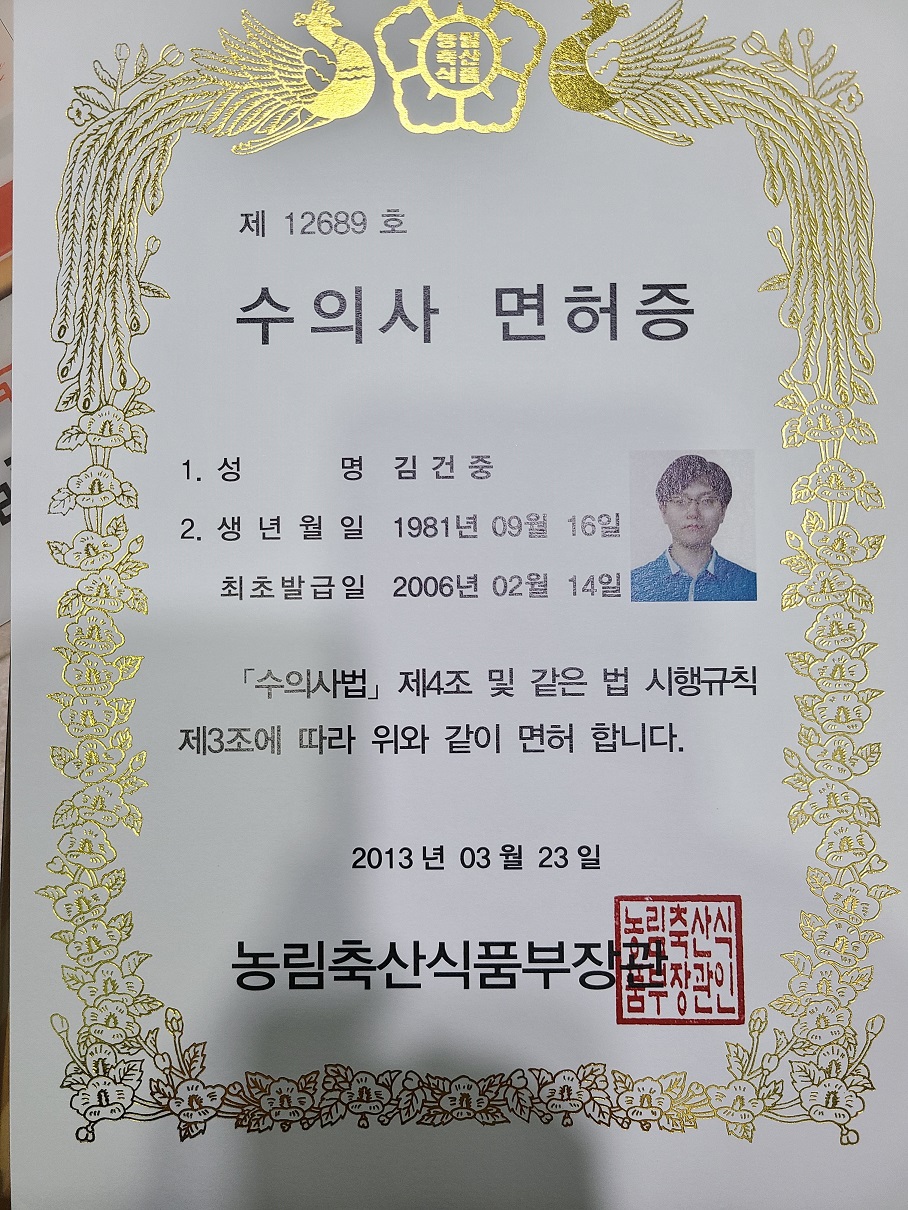 농림
축산
식품
제 12689 호
수의사 면허증
1. 성 명 김 건 중
2. 생 년 월 일 1981년 09월 16일
최초발급일 2006년 02월 14일
「수의사법」 제4조 및 같은 법 시행규칙
제3조에 따라 위와 같이 면허 합니다.
2013 년 03 월 23 일
농림축산식품부장관
농림축산식
품부장관인